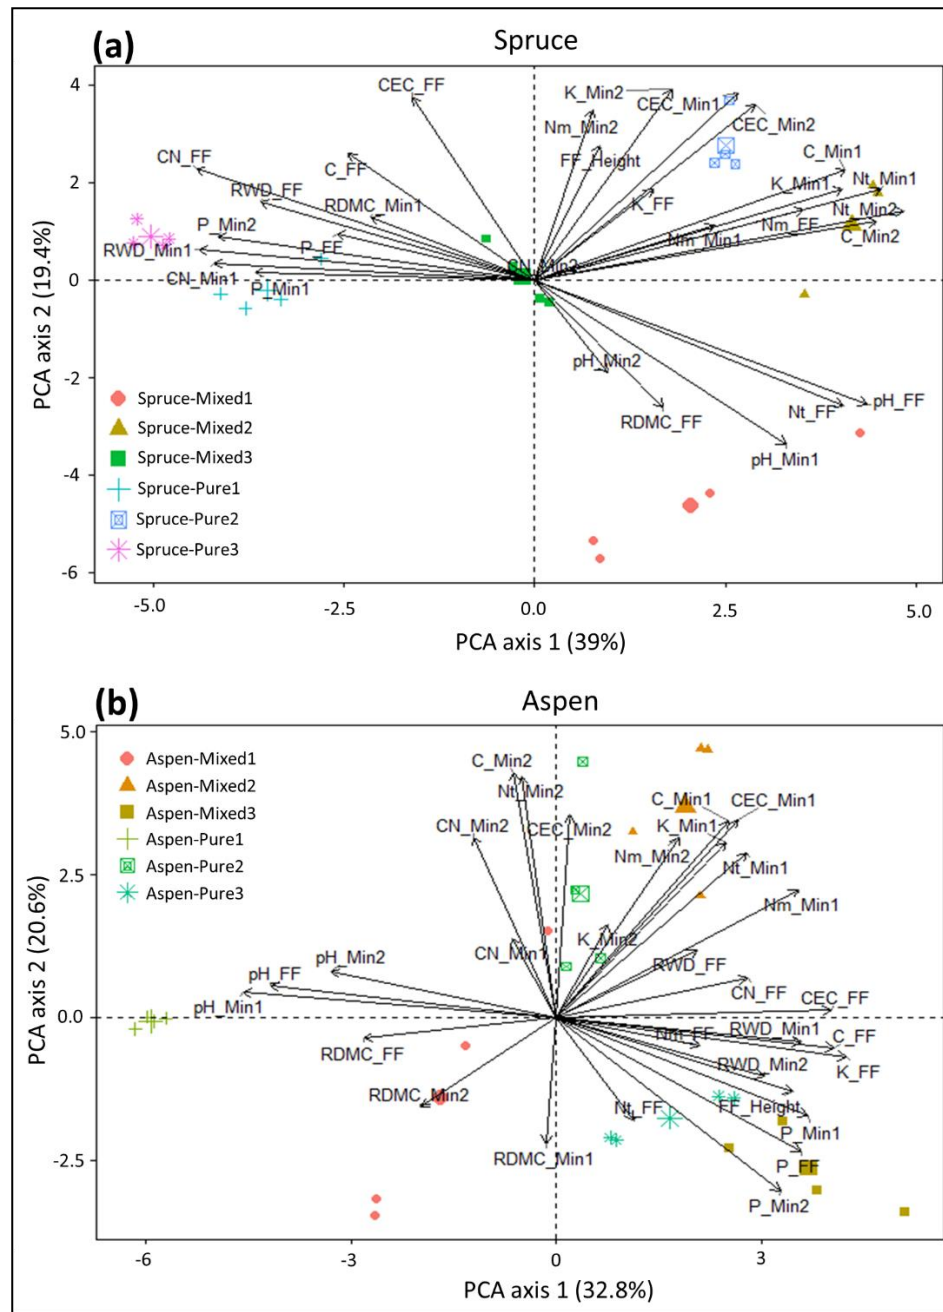 (a)
Spruce
PCA axis 2 (19.4%)
4
2
0
-2
-4
-6
CEC_FF
K_Min2
CEC_Min1
Nm_Min2
CEC_Min2
CN_FF
C_FF
FF_Height
C_Min1
RWD_FF
K_Min1
Nt_Min1
RDMC_Min1
K_FF
P_Min2
P_FF
Nm_FF
Nt_Min2
Nm_Min1
C_Min2
RWD_Min1
CN_Min2
CN_Min1
P_Min1
pH_Min2
RDMC_FF
Nt_FF
pH_FF
pH_Min1
Spruce-Mixed1
Spruce-Mixed2
Spruce-Mixed3
Spruce-Pure1
Spruce-Pure2
Spruce-Pure3
-5.0
-2.5
0.0
2.5
5.0
PCA axis 1 (39%)
(b)
Aspen
PCA axis 2 (20.6%)
5.0
2.5
0.0
-2.5
Aspen-Mixed1
Aspen-Mixed2
Aspen-Mixed3
Aspen-Pure1
Aspen-Pure2
Aspen-Pure3
C_Min2
Nt_Min2
CN_Min2
CEC_Min2
C_Min1
CEC_Min1
K_Min1
Nm_Min2
Nt_Min1
Nm_Min1
CN_Min1
K_Min2
pH_Min2
pH_FF
pH_Min1
RWD_FF
CN_FF
CEC_FF
RDMC_FF
Nm_FF
RWD_Min1
C_FF
RWD_Min2
K_FF
RDMC_Min2
Nt_FF
FF_Height
P_Min1
RDMC_Min1
P_FF
P_Min2
-6
-3
0
3
PCA axis 1 (32.8%)